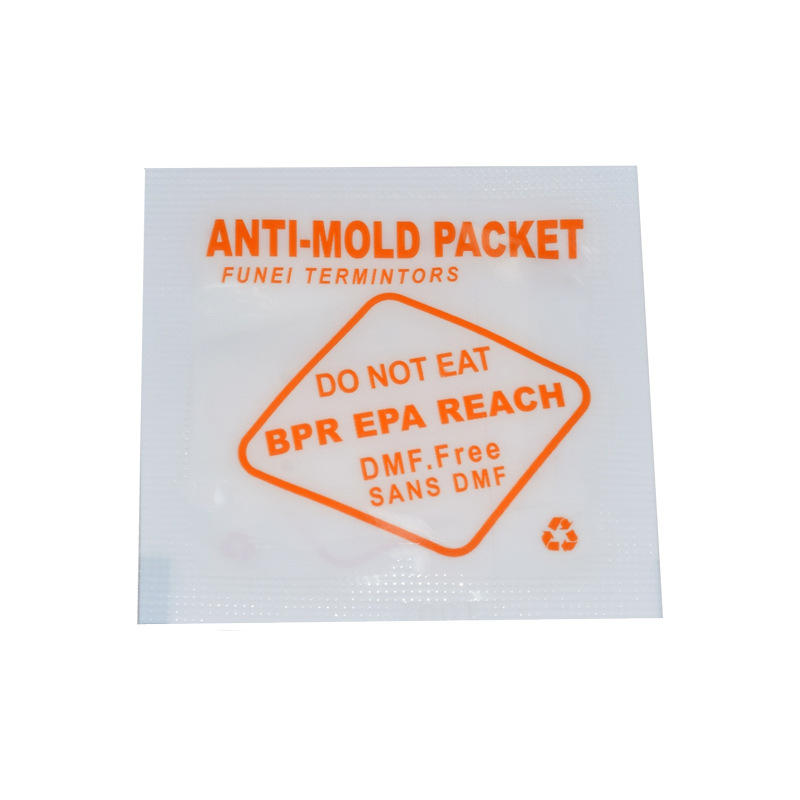 ANTI-MOLD PACKET
FUNEI TERMINTORS
DO NOT EAT
BPR EPA REACH
DMF.Free
SANS DMF